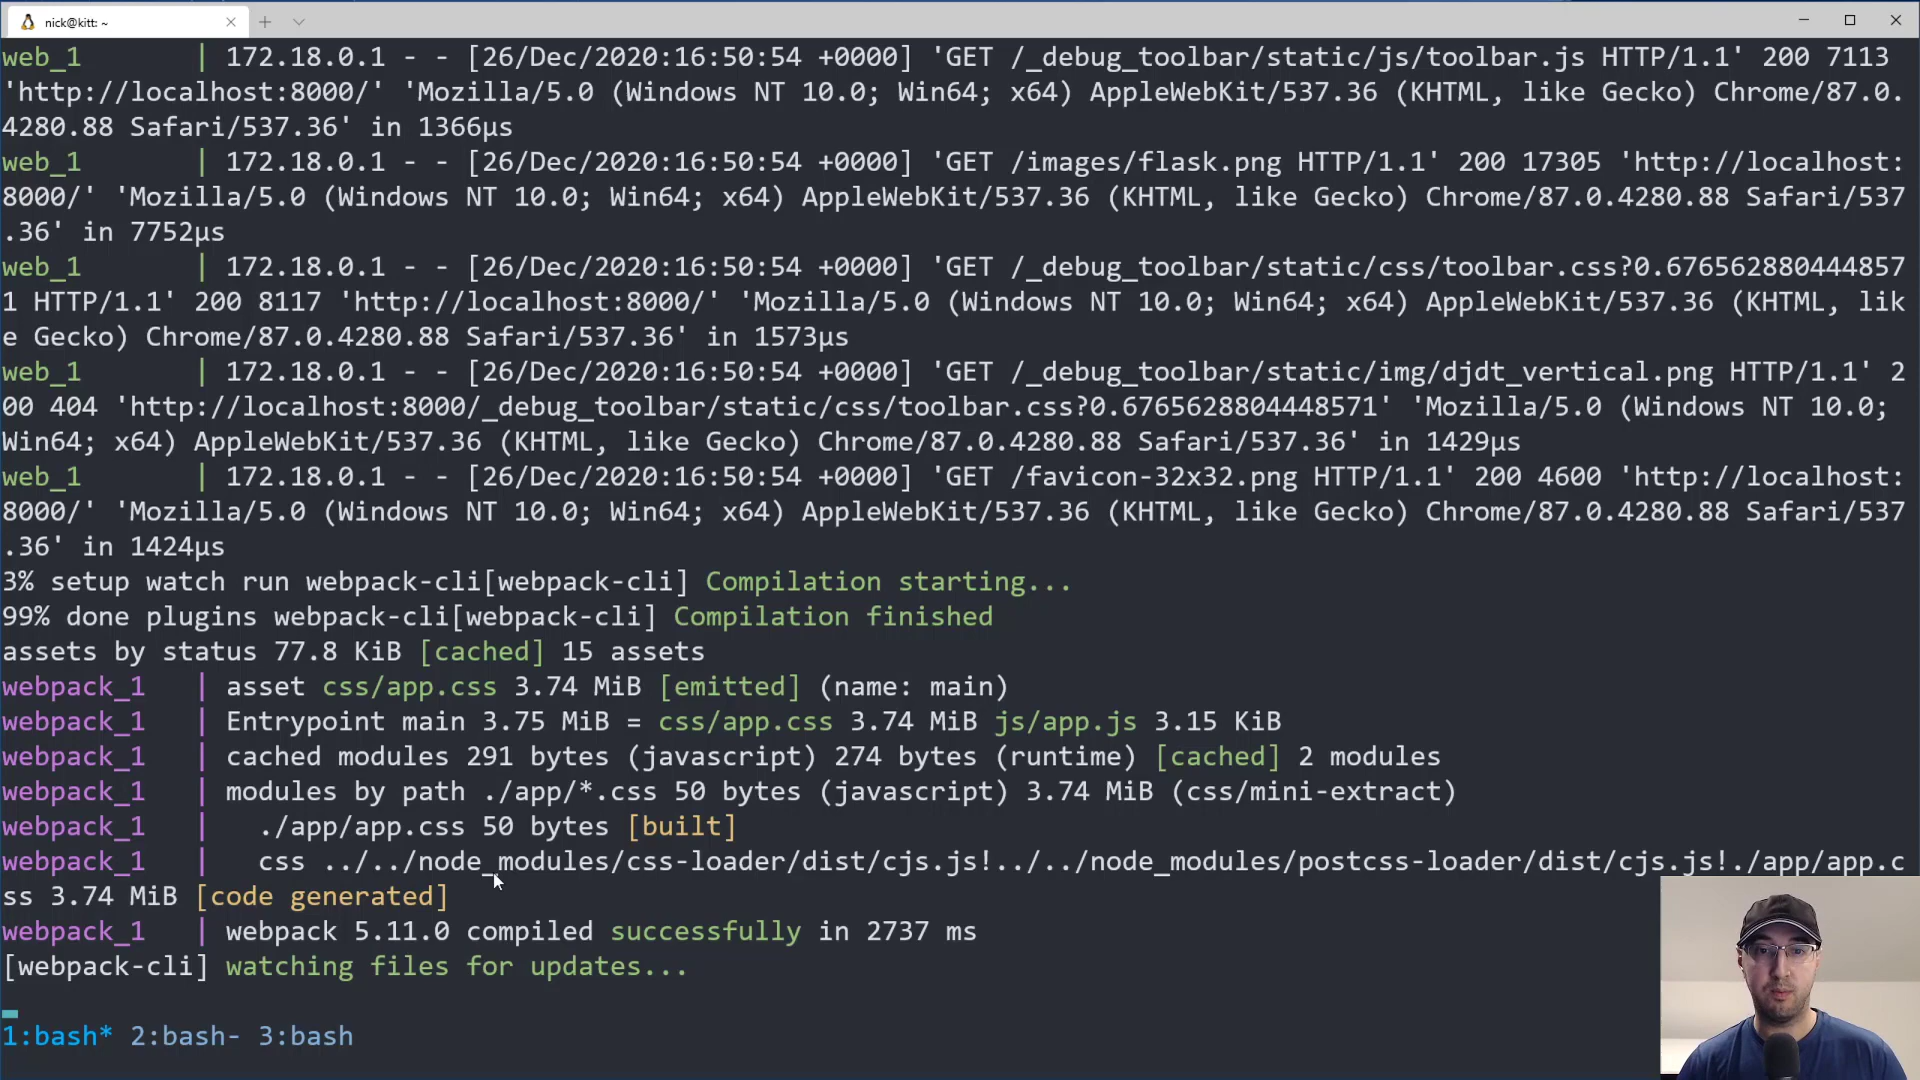 nick@kitt: ~
web_1 | 172.18.0.1 - - [26/Dec/2020:16:50:54 +0000] 'GET /_debug_toolbar/static/js/toolbar.js HTTP/1.1' 200 7113
'http://localhost:8000/' 'Mozilla/5.0 (Windows NT 10.0; Win64; x64) AppleWebKit/537.36 (KHTML, like Gecko) Chrome/87.0.
4280.88 Safari/537.36' in 1366µs
web_1 | 172.18.0.1 - - [26/Dec/2020:16:50:54 +0000] 'GET /images/flask.png HTTP/1.1' 200 17305 'http://localhost:
8000/' 'Mozilla/5.0 (Windows NT 10.0; Win64; x64) AppleWebKit/537.36 (KHTML, like Gecko) Chrome/87.0.4280.88 Safari/537
.36' in 7752µs
web_1 | 172.18.0.1 - - [26/Dec/2020:16:50:54 +0000] 'GET /_debug_toolbar/static/css/toolbar.css?0.676562880444857
1 HTTP/1.1' 200 8117 'http://localhost:8000/' 'Mozilla/5.0 (Windows NT 10.0; Win64; x64) AppleWebKit/537.36 (KHTML, lik
e Gecko) Chrome/87.0.4280.88 Safari/537.36' in 1573µs
web_1 | 172.18.0.1 - - [26/Dec/2020:16:50:54 +0000] 'GET /_debug_toolbar/static/img/djdt_vertical.png HTTP/1.1' 2
00 404 'http://localhost:8000/_debug_toolbar/static/css/toolbar.css?0.6765628804448571' 'Mozilla/5.0 (Windows NT 10.0;
Win64; x64) AppleWebKit/537.36 (KHTML, like Gecko) Chrome/87.0.4280.88 Safari/537.36' in 1429µs
web_1 | 172.18.0.1 - - [26/Dec/2020:16:50:54 +0000] 'GET /favicon-32x32.png HTTP/1.1' 200 4600 'http://localhost:
8000/' 'Mozilla/5.0 (Windows NT 10.0; Win64; x64) AppleWebKit/537.36 (KHTML, like Gecko) Chrome/87.0.4280.88 Safari/537
.36' in 1424µs
3% setup watch run webpack-cli[webpack-cli] Compilation starting...
99% done plugins webpack-cli[webpack-cli] Compilation finished
assets by status 77.8 KiB [cached] 15 assets
webpack_1 | asset css/app.css 3.74 MiB [emitted] (name: main)
webpack_1 | Entrypoint main 3.75 MiB = css/app.css 3.74 MiB js/app.js 3.15 KiB
webpack_1 | cached modules 291 bytes (javascript) 274 bytes (runtime) [cached] 2 modules
webpack_1 | modules by path ./app/*.css 50 bytes (javascript) 3.74 MiB (css/mini-extract)
webpack_1 | ./app/app.css 50 bytes [built]
webpack_1 | css ../../node_modules/css-loader/dist/cjs.js!../../node_modules/postcss-loader/dist/cjs.js!./app/app.c
ss 3.74 MiB [code generated]
webpack_1 | webpack 5.11.0 compiled successfully in 2737 ms
[webpack-cli] watching files for updates...
1:bash* 2:bash- 3:bash